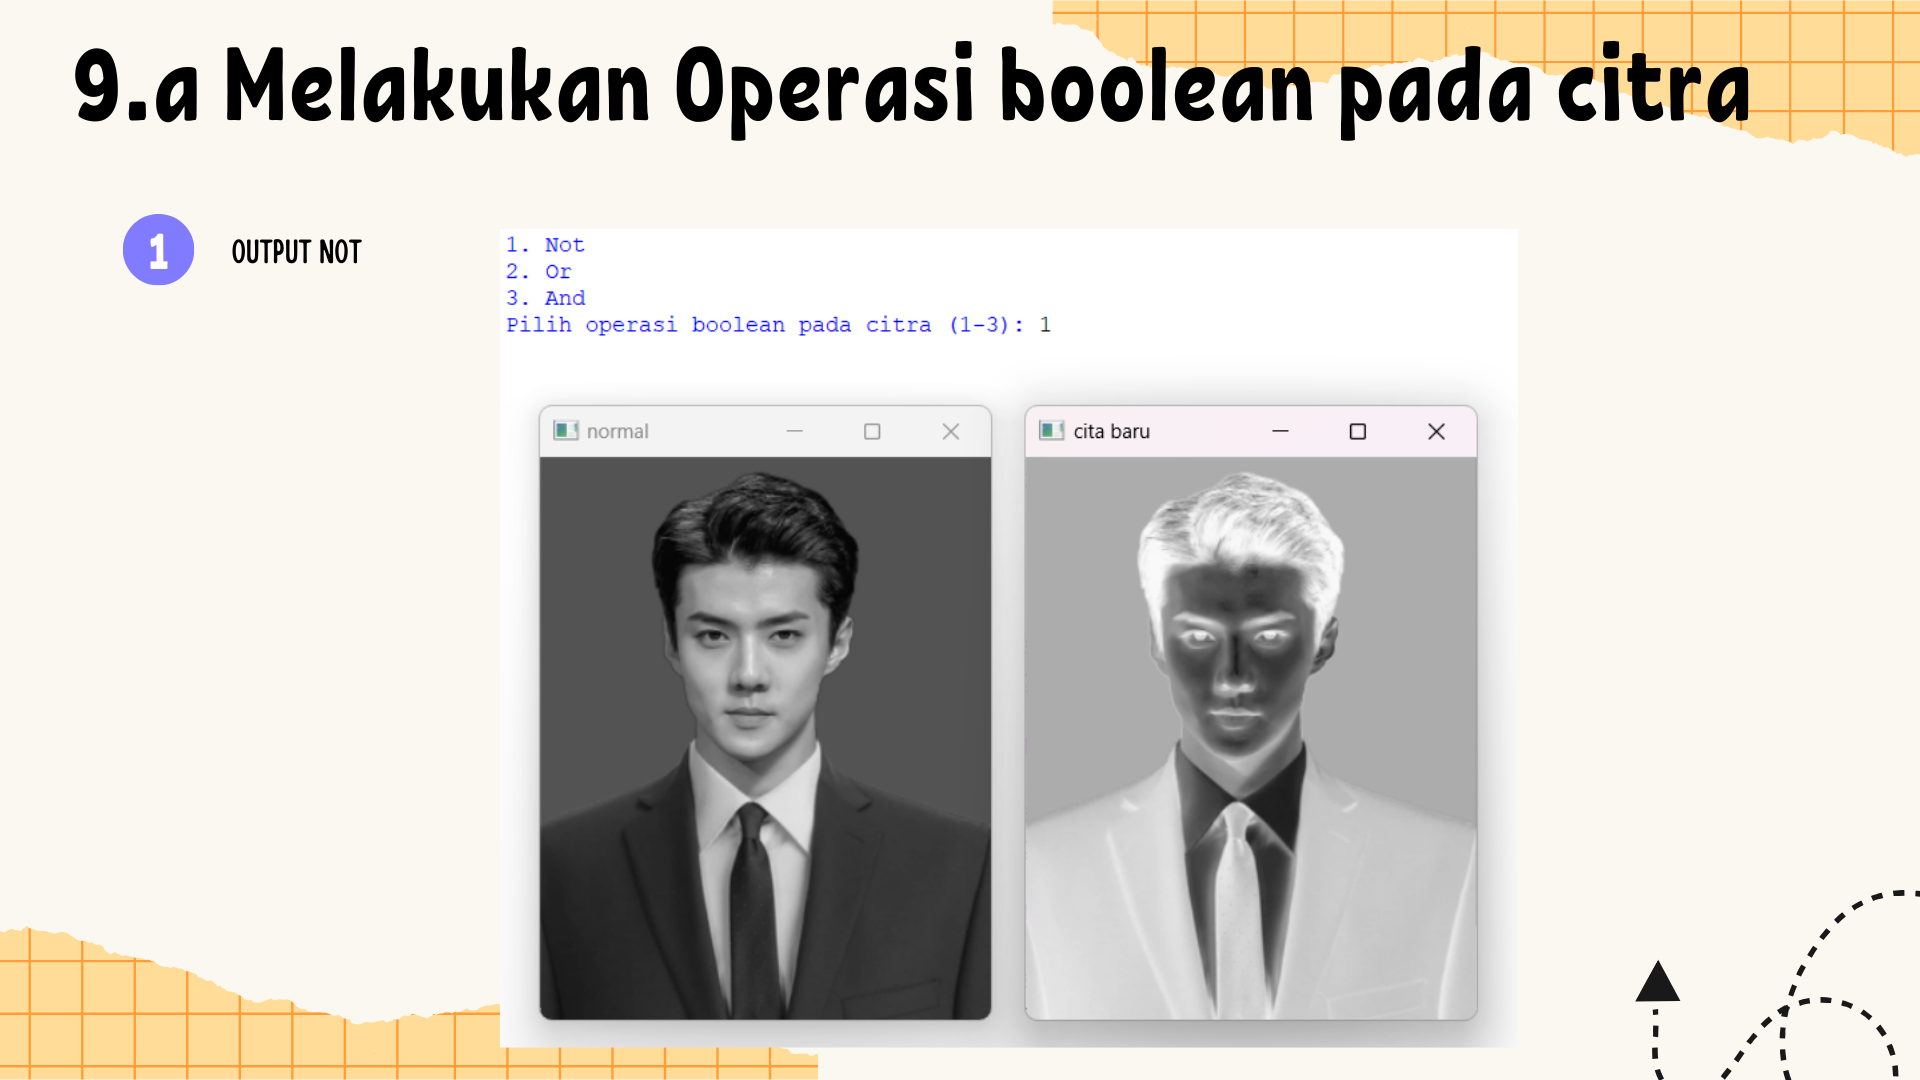 9.a Melakukan Operasi boolean pada citra
1 OUTPUT NOT
1. Not
2. Or
3. And
Pilih operasi boolean pada citra (1-3): 1
normal
cita baru